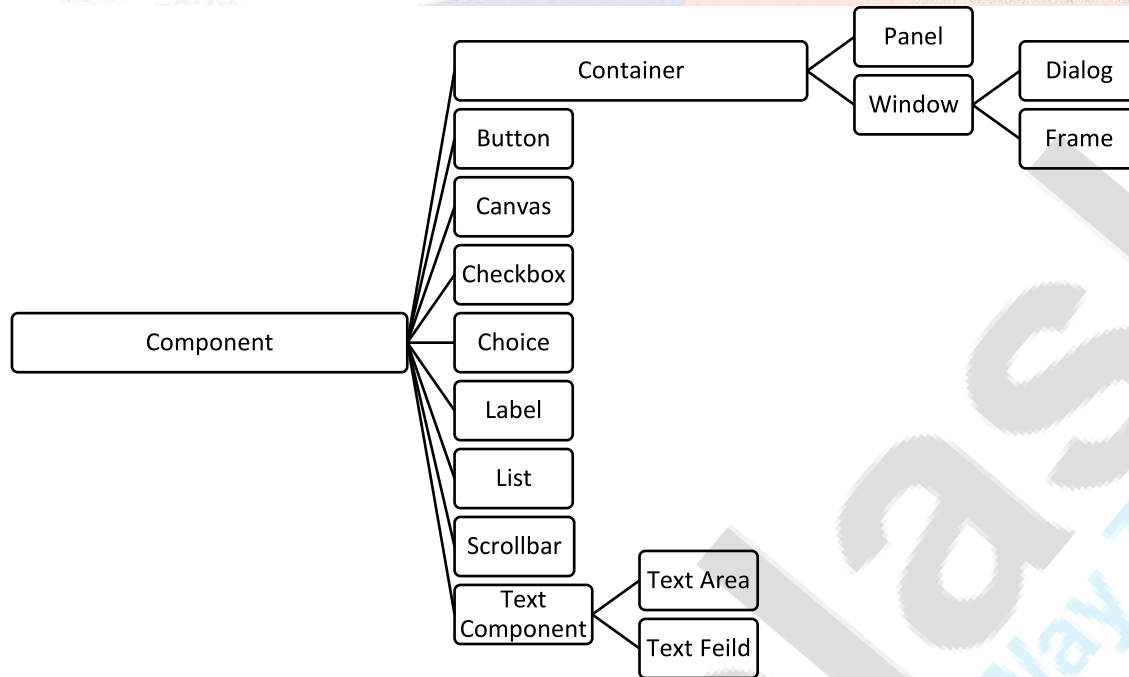 Component
Container
Panel
Window
Dialog
Frame
Button
Canvas
Checkbox
Choice
Label
List
Scrollbar
Text
Component
Text Area
Text Feild